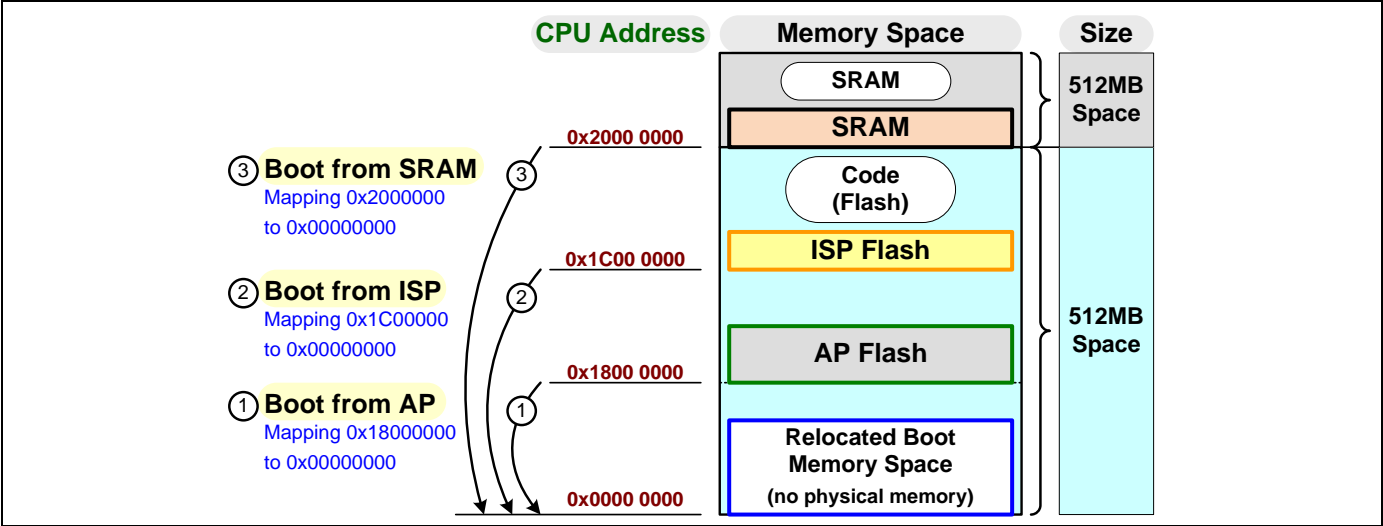 CPU Address
Memory Space
Size
SRAM
512MB
Space
SRAM
0x2000 0000
3 Boot from SRAM
Mapping 0x2000000
to 0x00000000
3
Code
(Flash)
ISP Flash
0x1C00 0000
2 Boot from ISP
Mapping 0x1C00000
to 0x00000000
2
512MB
Space
AP Flash
0x1800 0000
1 Boot from AP
Mapping 0x18000000
to 0x00000000
1
Relocated Boot
Memory Space
(no physical memory)
0x0000 0000